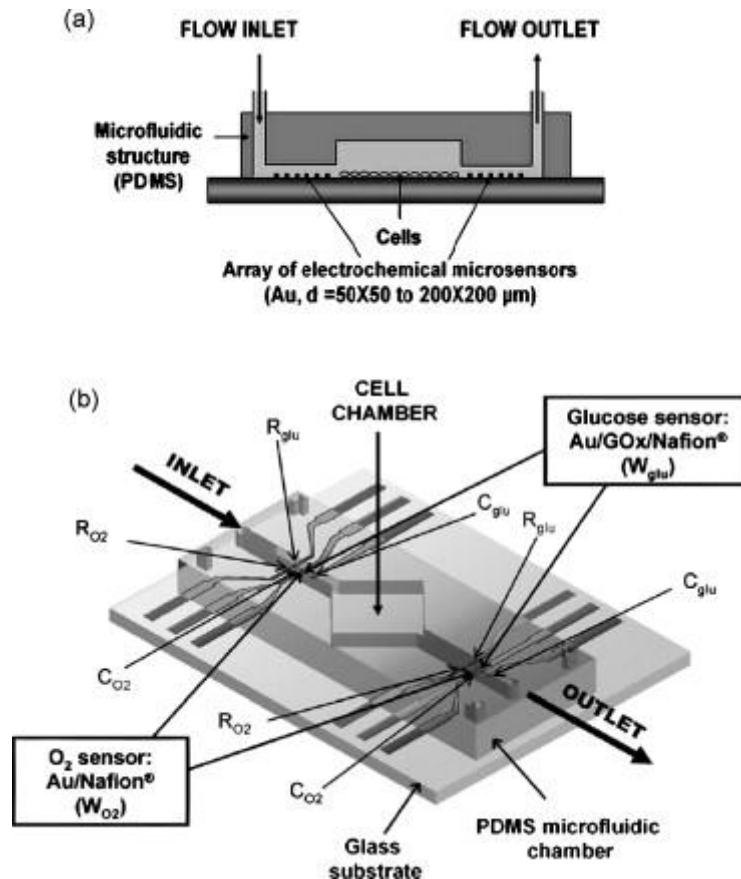 (a)
FLOW INLET
FLOW OUTLET
Microfluidic
structure
(PDMS)
Cells
Array of electrochemical microsensors
(Au, d =50X50 to 200X200 μm)
(b)
CELL
CHAMBER
Glucose sensor:
Au/GOx/Nafion®
(Wglu)
Rglu
INLET
RO2
Cglu
Rglu
Cglu
CO2
RO2
OUTLET
O2 sensor:
Au/Nafion®
(WO2)
CO2
PDMS microfluidic
chamber
Glass
substrate